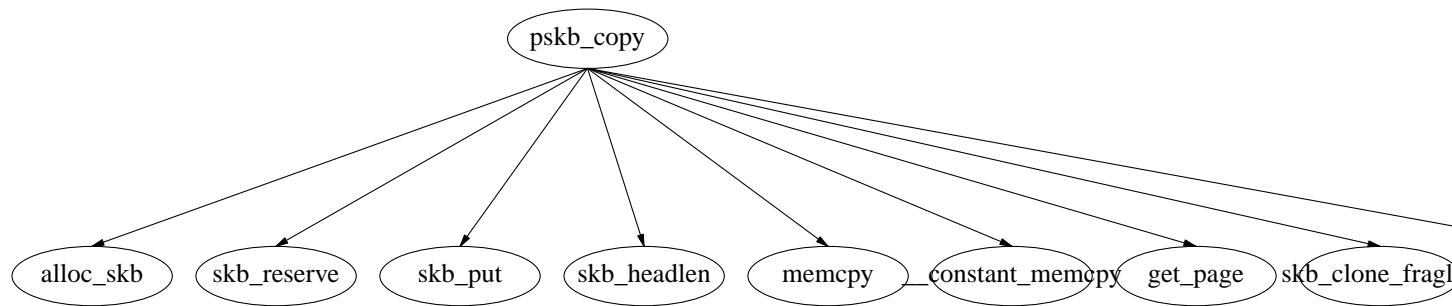 pskb_copy
alloc_skb
skb_reserve
skb_put
skb_headlen
memcpy
__constant_memcpy
get_page
skb_clone_fragl